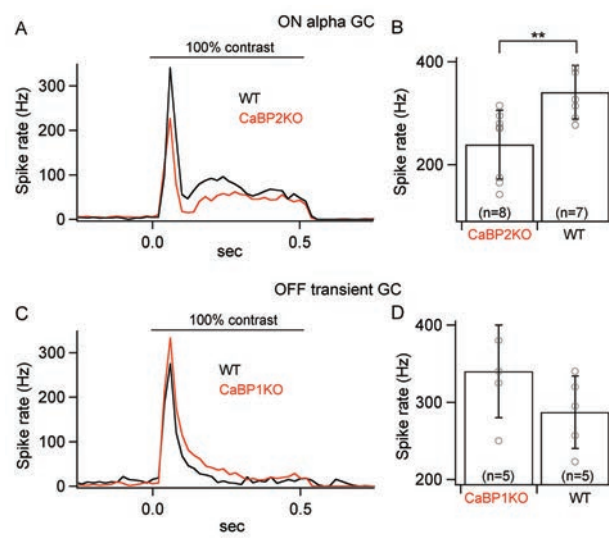 ON alpha GC
A
100% contrast
WT
CaBP2KO
Spike rate (Hz)
300
200
100
0
0.0
0.5
sec
B
**
Spike rate (Hz)
400
200
(n=8)
(n=7)
CaBP2KO
WT
OFF transient GC
C
100% contrast
WT
CaBP1KO
Spike rate (Hz)
300
200
100
0
0.0
0.5
sec
D
Spike rate (Hz)
400
300
200
(n=5)
(n=5)
CaBP1KO
WT